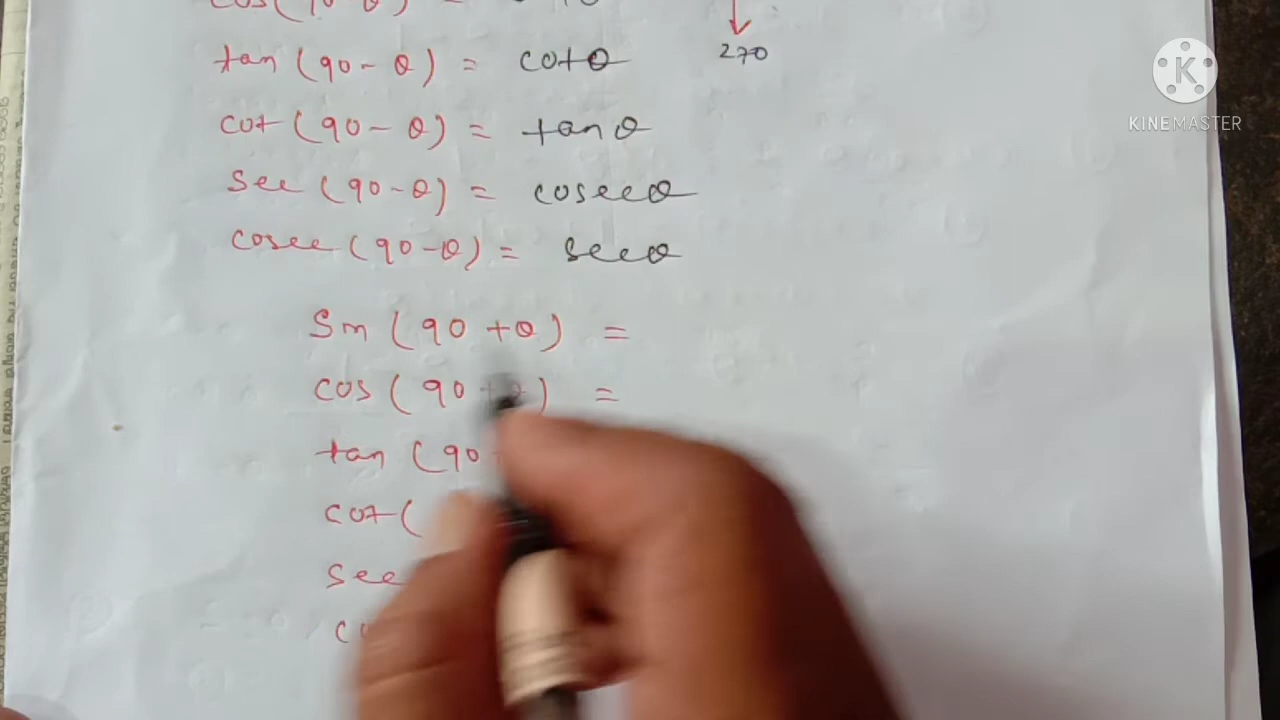 270
tan (90 - θ) = cotθ
cot (90 - θ) = tanθ
sec (90 - θ) = cosecθ
cosec (90 - θ) = secθ
Sin (90 + θ) =
cos (90 + θ) =
tan (90
cot (
sec
KINEMASTER